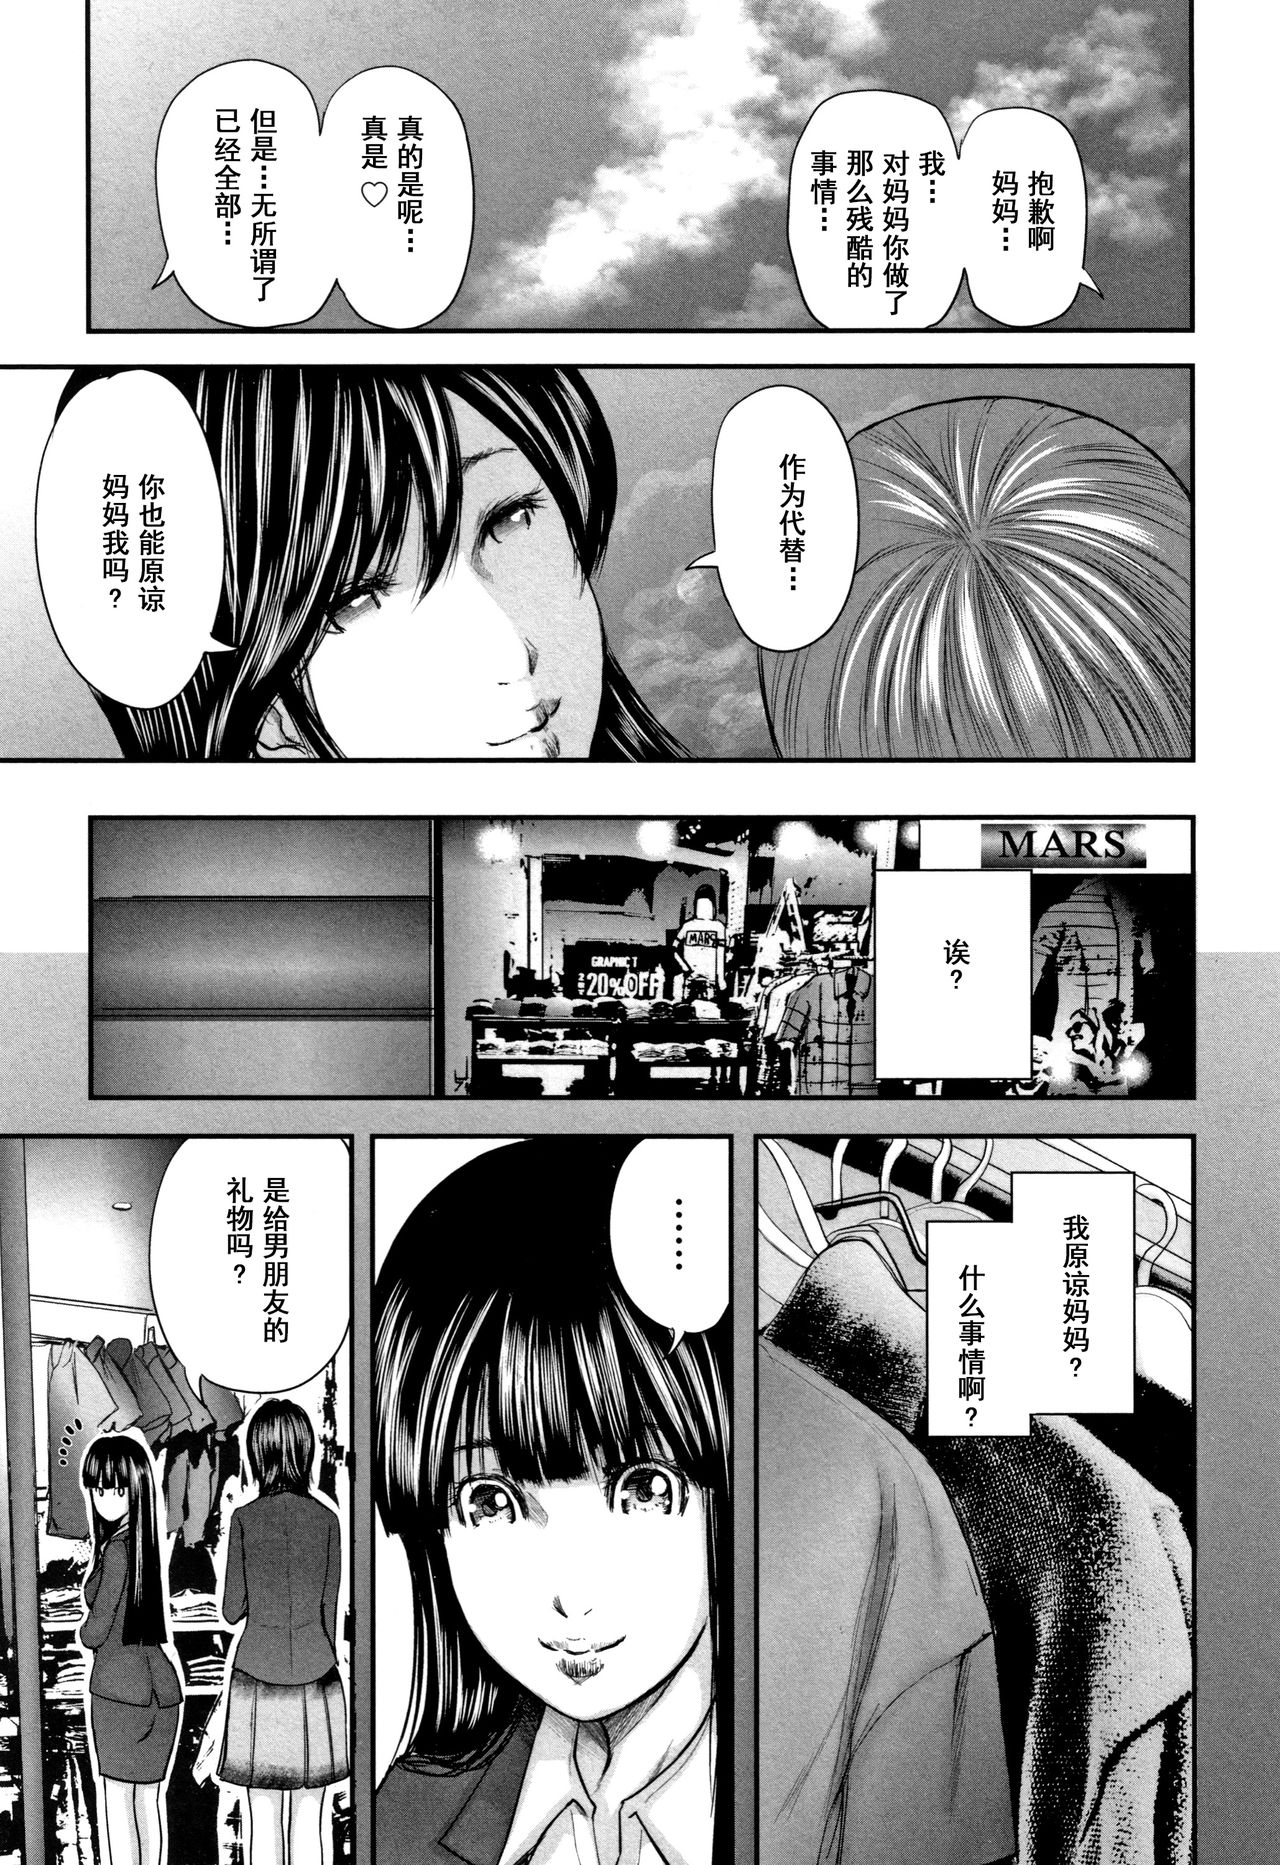 抱歉啊
妈妈…
我…
对妈妈你做了
那么残酷的
事情…
真的是呢…
真是♡
但是…无所谓了
已经全部…
作为代替…
你也能原谅
妈妈我吗?
MARS
诶?
MARS
GRAPHIC T
20%OFF
我原谅妈妈?
什么事情啊?
……
是给男朋友的
礼物吗?